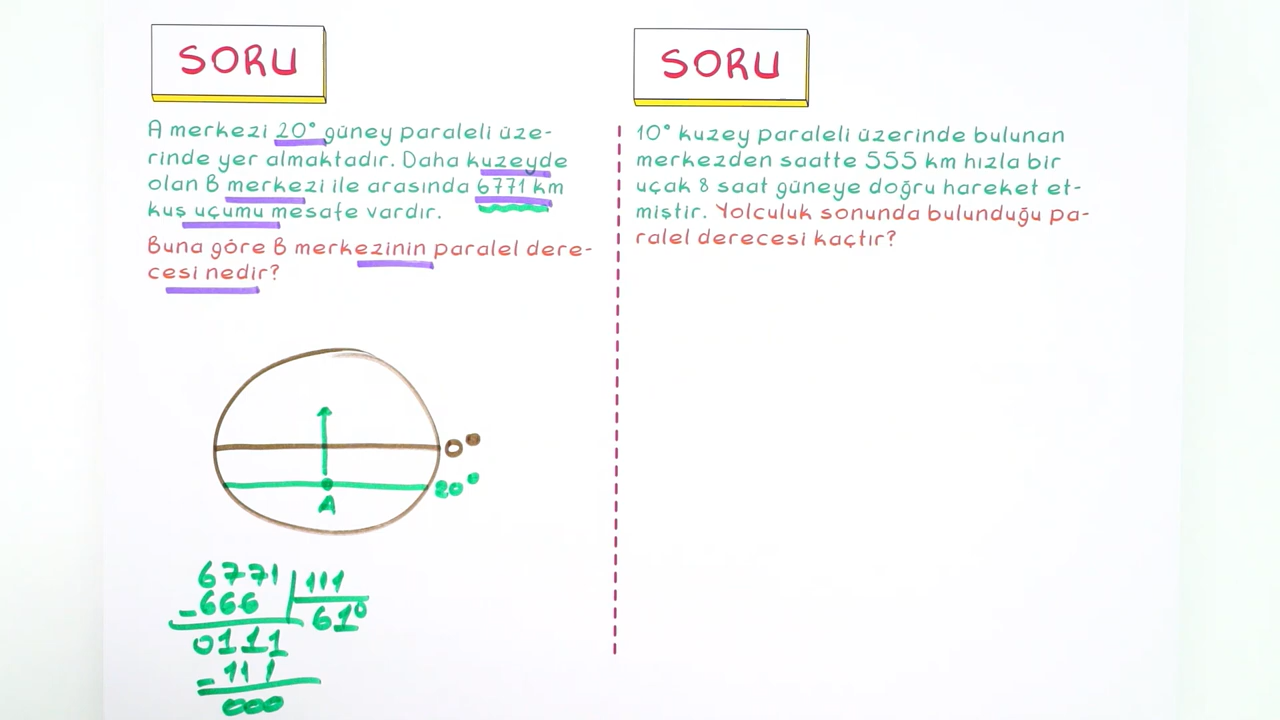 SORU
A merkezi 20° güney paraleli üze-
rinde yer almaktadır. Daha kuzeyde
olan B merkezi ile arasında 6771 km
kuş uçumu mesafe vardır.
Buna göre B merkezinin paralel dere-
cesi nedir?
0°
20°
A
6771 111
-666 61°
0111
-111
000
SORU
10° kuzey paraleli üzerinde bulunan
merkezden saatte 555 km hızla bir
uçak 8 saat güneye doğru hareket et-
miştir. Yolculuk sonunda bulunduğu pa-
ralel derecesi kaçtır?